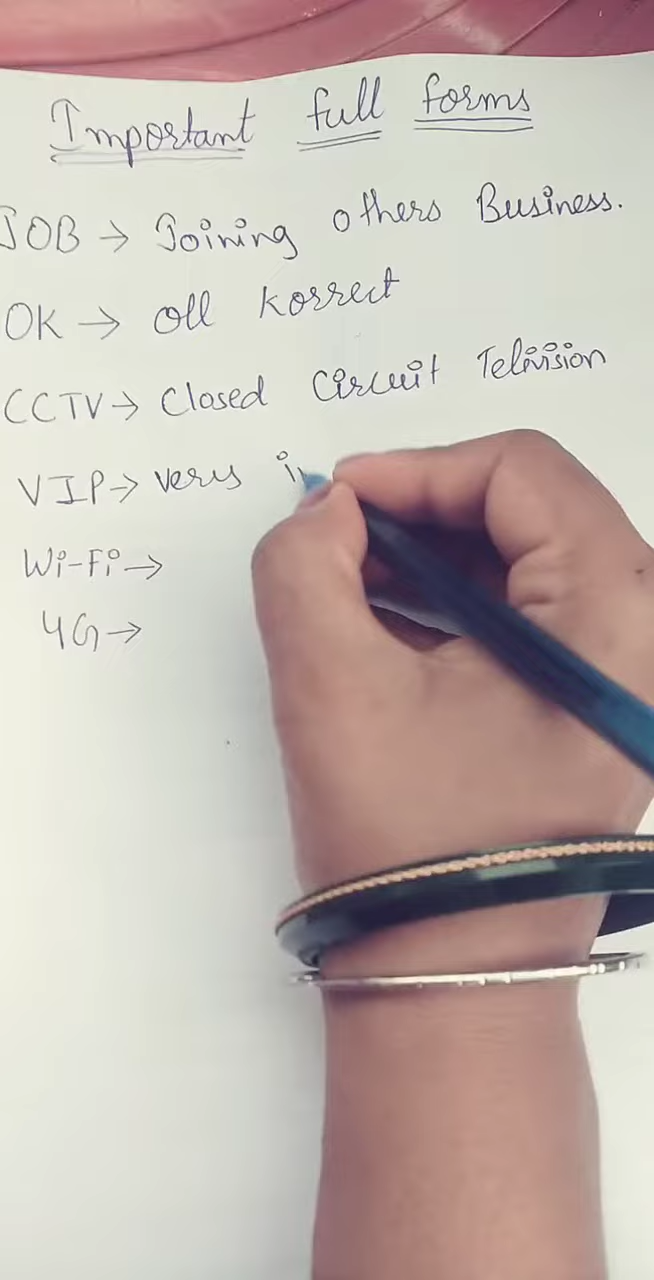 Important full forms
JOB → Joining others Business.
OK → Oll Korrect
CCTV → Closed Circuit Television
VIP → very in
Wi-Fi →
4G →